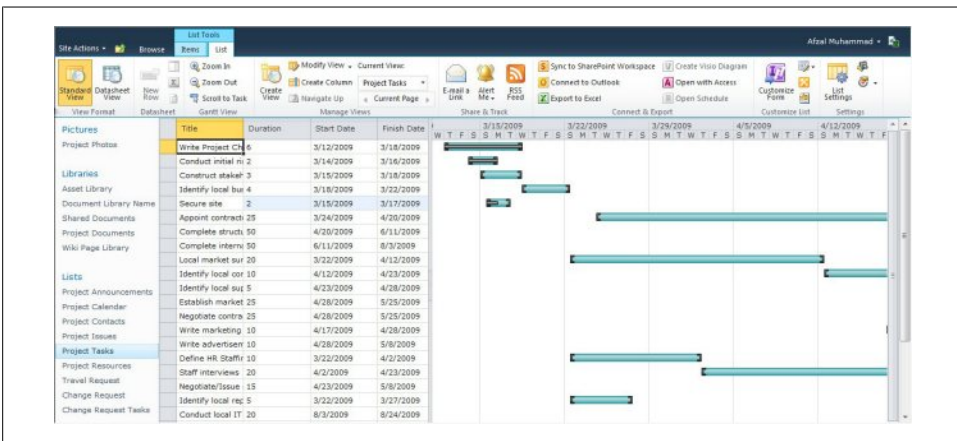 List Tools
Site Actions Browse Items List Afzal Muhammad
Standard View
Datasheet View
New Row
Zoom In
Zoom Out
Scroll to Task
Create View
Modify View
Create Column
Navigate Up
Current View:
Project Tasks
Current Page
E-mail a Link
Alert Me
RSS Feed
Sync to SharePoint Workspace
Connect to Outlook
Export to Excel
Create Visio Diagram
Open with Access
Open Schedule
Customize Form
List Settings
View Format Datasheet Gantt View Manage Views Share & Track Connect & Export Customize List Settings
Pictures
Project Photos
Libraries
Asset Library
Document Library Name
Shared Documents
Project Documents
Wiki Page Library
Lists
Project Announcements
Project Calendar
Project Contacts
Project Issues
Project Tasks
Project Resources
Travel Request
Change Request
Change Request Tasks
Title Duration Start Date Finish Date
Write Project Ch 6 3/12/2009 3/18/2009
Conduct initial ri 2 3/14/2009 3/16/2009
Construct stakeh 3 3/15/2009 3/18/2009
Identify local bus 4 3/18/2009 3/22/2009
Secure site 2 3/15/2009 3/17/2009
Appoint contracti 25 3/24/2009 4/20/2009
Complete structu 50 4/20/2009 6/11/2009
Complete interna 50 6/11/2009 8/3/2009
Local market sur 20 3/22/2009 4/12/2009
Identify local cor 10 4/12/2009 4/23/2009
Identify local sup 5 4/23/2009 4/28/2009
Establish market 25 4/28/2009 5/25/2009
Negotiate contra 25 4/28/2009 5/25/2009
Write marketing 10 4/17/2009 4/28/2009
Write advertisem 10 4/28/2009 5/8/2009
Define HR Staffir 10 3/22/2009 4/2/2009
Staff interviews 20 4/2/2009 4/23/2009
Negotiate/Issue 15 4/23/2009 5/8/2009
Identify local rep 5 3/22/2009 3/27/2009
Conduct local IT 20 8/3/2009 8/24/2009
3/15/2009 3/22/2009 3/29/2009 4/5/2009 4/12/2009
W T F S S M T W T F S S M T W T F S S M T W T F S S M T W T F S S M T W T F